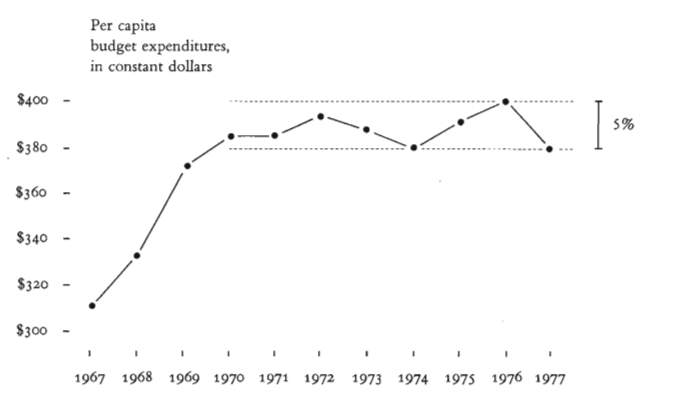 Per capita
budget expenditures,
in constant dollars
$400
5%
$380
$360
$340
$320
$300
1967 1968 1969 1970 1971 1972 1973 1974 1975 1976 1977